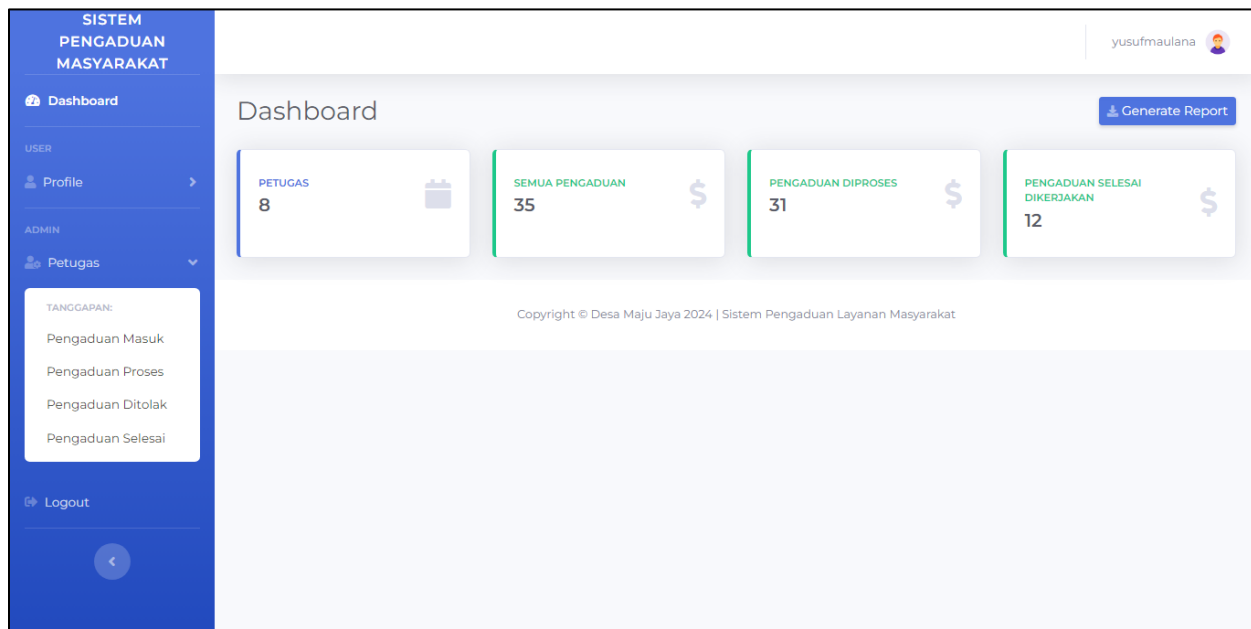 SISTEM
PENGADUAN
MASYARAKAT
Dashboard
USER
Profile
ADMIN
Petugas
TANGGAPAN:
Pengaduan Masuk
Pengaduan Proses
Pengaduan Ditolak
Pengaduan Selesai
Logout
yusufmaulana
Dashboard
Generate Report
PETUGAS
8
SEMUA PENGADUAN
35
PENGADUAN DIPROSES
31
PENGADUAN SELESAI
DIKERJAKAN
12
Copyright © Desa Maju Jaya 2024 | Sistem Pengaduan Layanan Masyarakat